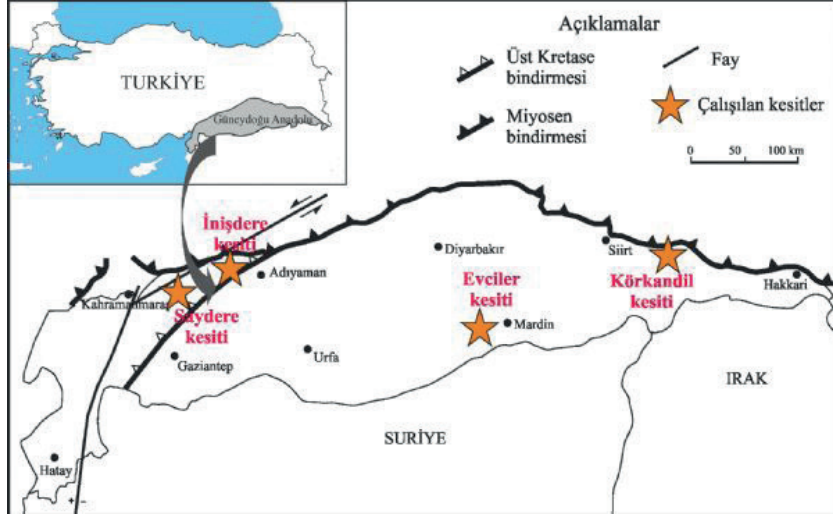 TURKİYE
Güneydoğu Anadolu
Açıklamalar
Üst Kretase
bindirmesi
Fay
Miyosen
bindirmesi
Çalışılan kesitler
0 50 100 km
İnişdere
kesiti
Diyarbakır
Siirt
Adıyaman
Hakkari
Kahramanmaraş
Saydere
kesiti
Evciler
kesiti
Körkandil
kesiti
Mardin
Gaziantep
Urfa
IRAK
SURİYE
Hatay
+ -